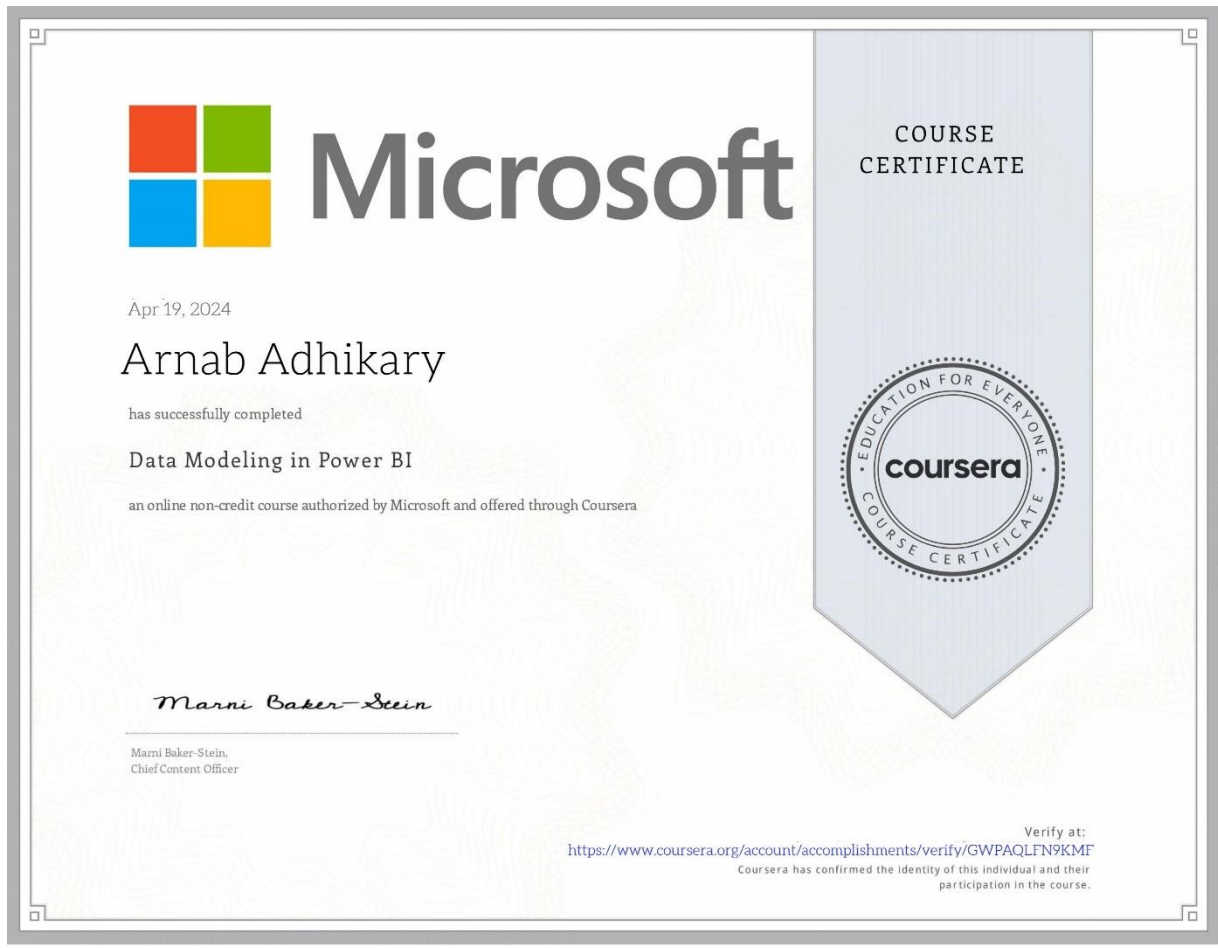 Microsoft
COURSE
CERTIFICATE
Apr 19, 2024
Arnab Adhikary
has successfully completed
Data Modeling in Power BI
an online non-credit course authorized by Microsoft and offered through Coursera
EDUCATION FOR EVERYONE
coursera
COURSE CERTIFICATE
Marni Baker-Stein
Marni Baker-Stein,
Chief Content Officer
Verify at:
https://www.coursera.org/account/accomplishments/verify/GWPAQLFN9KMF
Coursera has confirmed the identity of this individual and their
participation in the course.